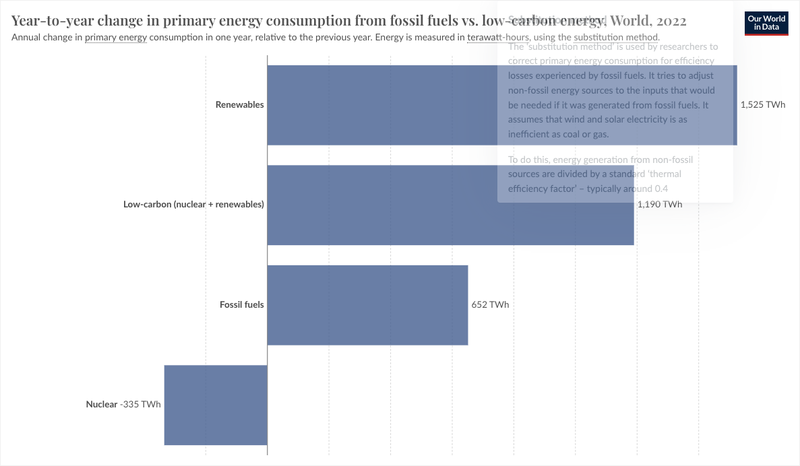 Year-to-year change in primary energy consumption from fossil fuels vs. low-carbon energy, World, 2022
Our World
in Data
Annual change in primary energy consumption in one year, relative to the previous year. Energy is measured in terawatt-hours, using the substitution method.
The 'substitution method' is used by researchers to
correct primary energy consumption for efficiency
losses experienced by fossil fuels. It tries to adjust
non-fossil energy sources to the inputs that would
be needed if it was generated from fossil fuels. It
assumes that wind and solar electricity is as
inefficient as coal or gas.
To do this, energy generation from non-fossil
sources are divided by a standard 'thermal
efficiency factor' – typically around 0.4
Renewables
1,525 TWh
Low-carbon (nuclear + renewables)
1,190 TWh
Fossil fuels
652 TWh
Nuclear -335 TWh